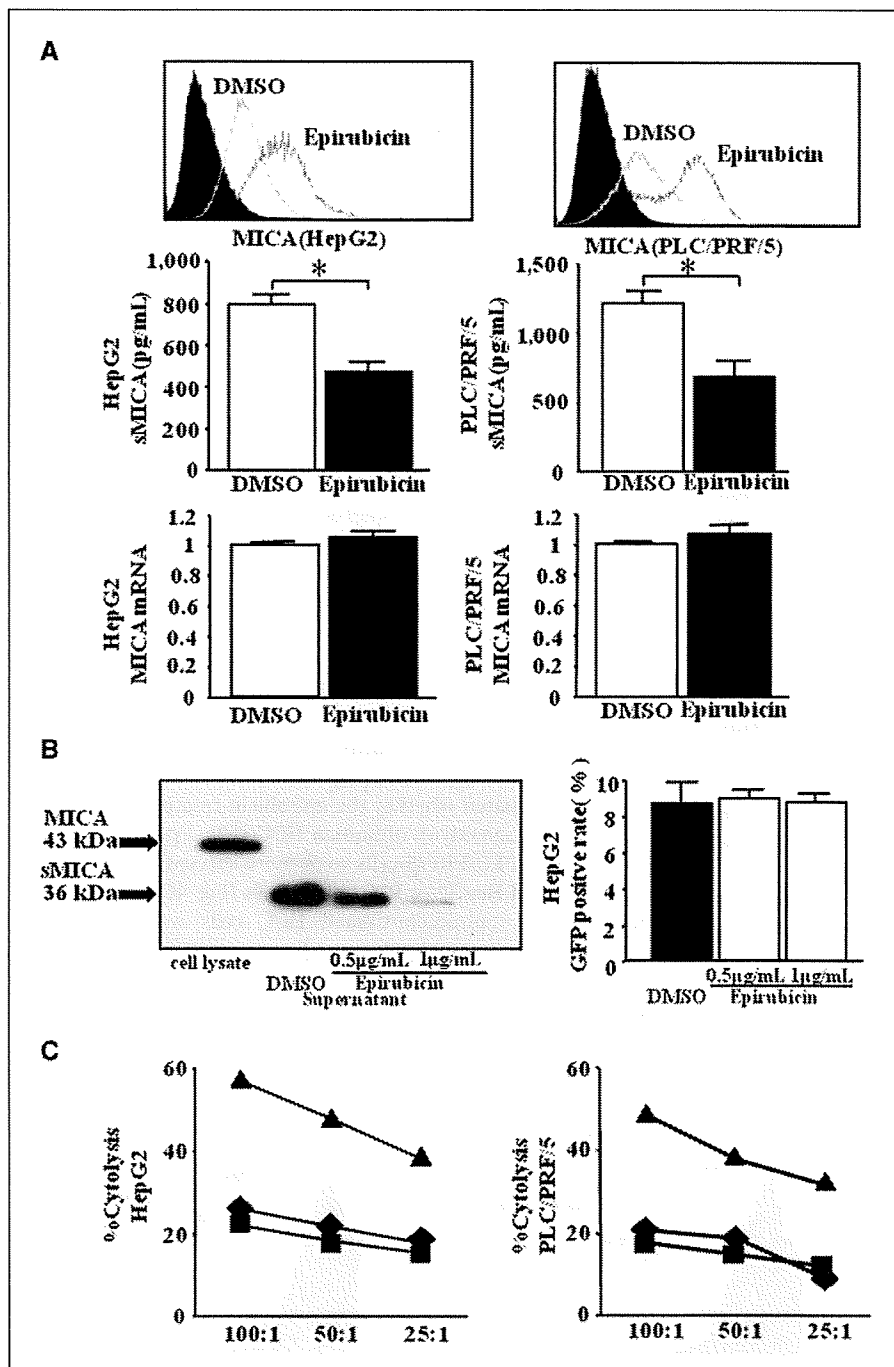 A
DMSO
Epirubicin
MICA(HepG2)
DMSO
Epirubicin
MICA(PLC/PRF/5)
HepG2
sMICA(pg/mL)
1,000
800
600
400
200
0
*
DMSO Epirubicin
PLC/PRF/5
sMICA(pg/mL)
1,500
1,000
500
0
*
DMSO Epirubicin
HepG2
MICA mRNA
1.2
1
0.8
0.6
0.4
0.2
0
DMSO Epirubicin
PLC/PRF/5
MICA mRNA
1.2
1
0.8
0.6
0.4
0.2
0
DMSO Epirubicin
B
MICA
43 kDa
sMICA
36 kDa
cell lysate
DMSO
0.5µg/mL 1µg/mL
Epirubicin
Supernatant
HepG2
GFP positve rate( %)
10
8
6
4
2
0
DMSO
0.5µg/mL 1µg/mL
Epirubicin
C
%Cytolysis
HepG2
60
40
20
0
100:1 50:1 25:1
%Cytolysis
PLC/PRF/5
60
40
20
0
100:1 50:1 25:1